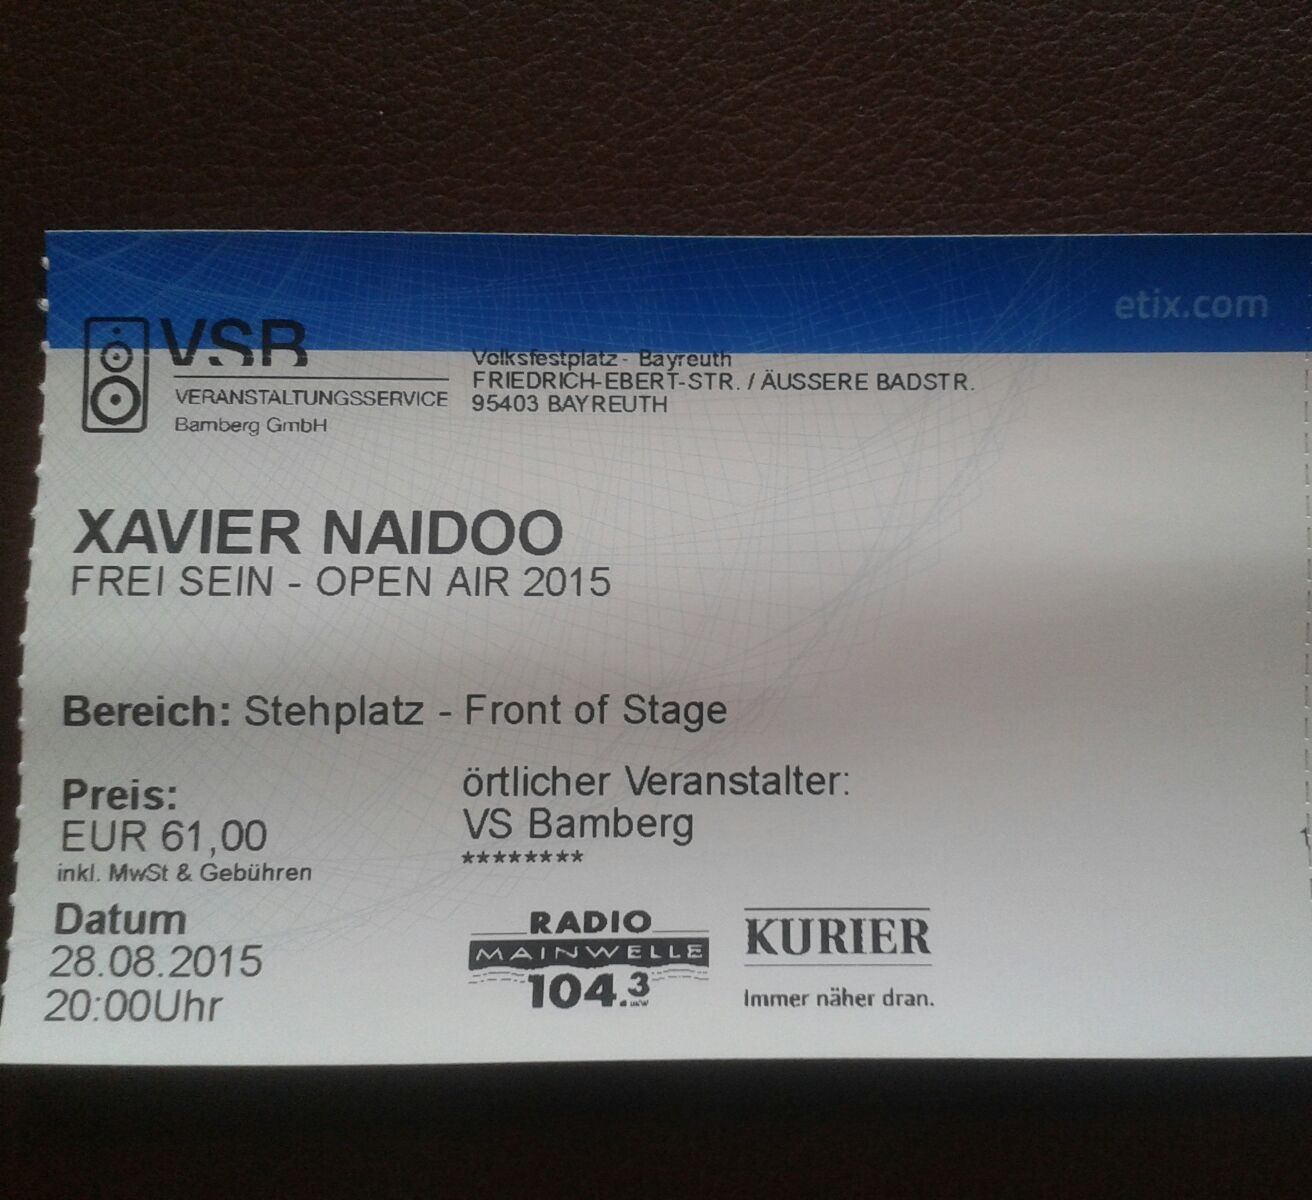 etix.com
VSB
VERANSTALTUNGSSERVICE
Bamberg GmbH
Volksfestplatz - Bayreuth
FRIEDRICH-EBERT-STR. / ÄUSSERE BADSTR.
95403 BAYREUTH
XAVIER NAIDOO
FREI SEIN - OPEN AIR 2015
Bereich: Stehplatz - Front of Stage
Preis:
EUR 61,00
inkl. MwSt & Gebühren
örtlicher Veranstalter:
VS Bamberg
********
Datum
28.08.2015
20:00Uhr
RADIO
MAINWELLE
104.3
UKW
KURIER
Immer näher dran.